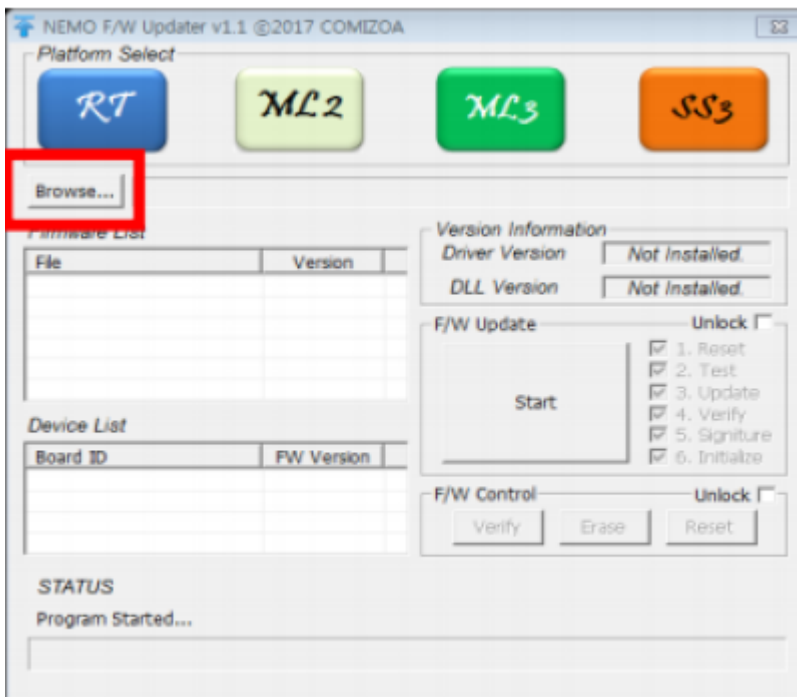 NEMO F/W Updater v1.1 ©2017 COMIZOA
Platform Select
RT ML2 ML3 SS3
Browse...
Firmware List
File Version
Version Information
Driver Version Not Installed.
DLL Version Not Installed.
F/W Update Unlock
Start
1. Reset
2. Test
3. Update
4. Verify
5. Signiture
6. Initialize
Device List
Board ID FW Version
F/W Control Unlock
Verify Erase Reset
STATUS
Program Started...